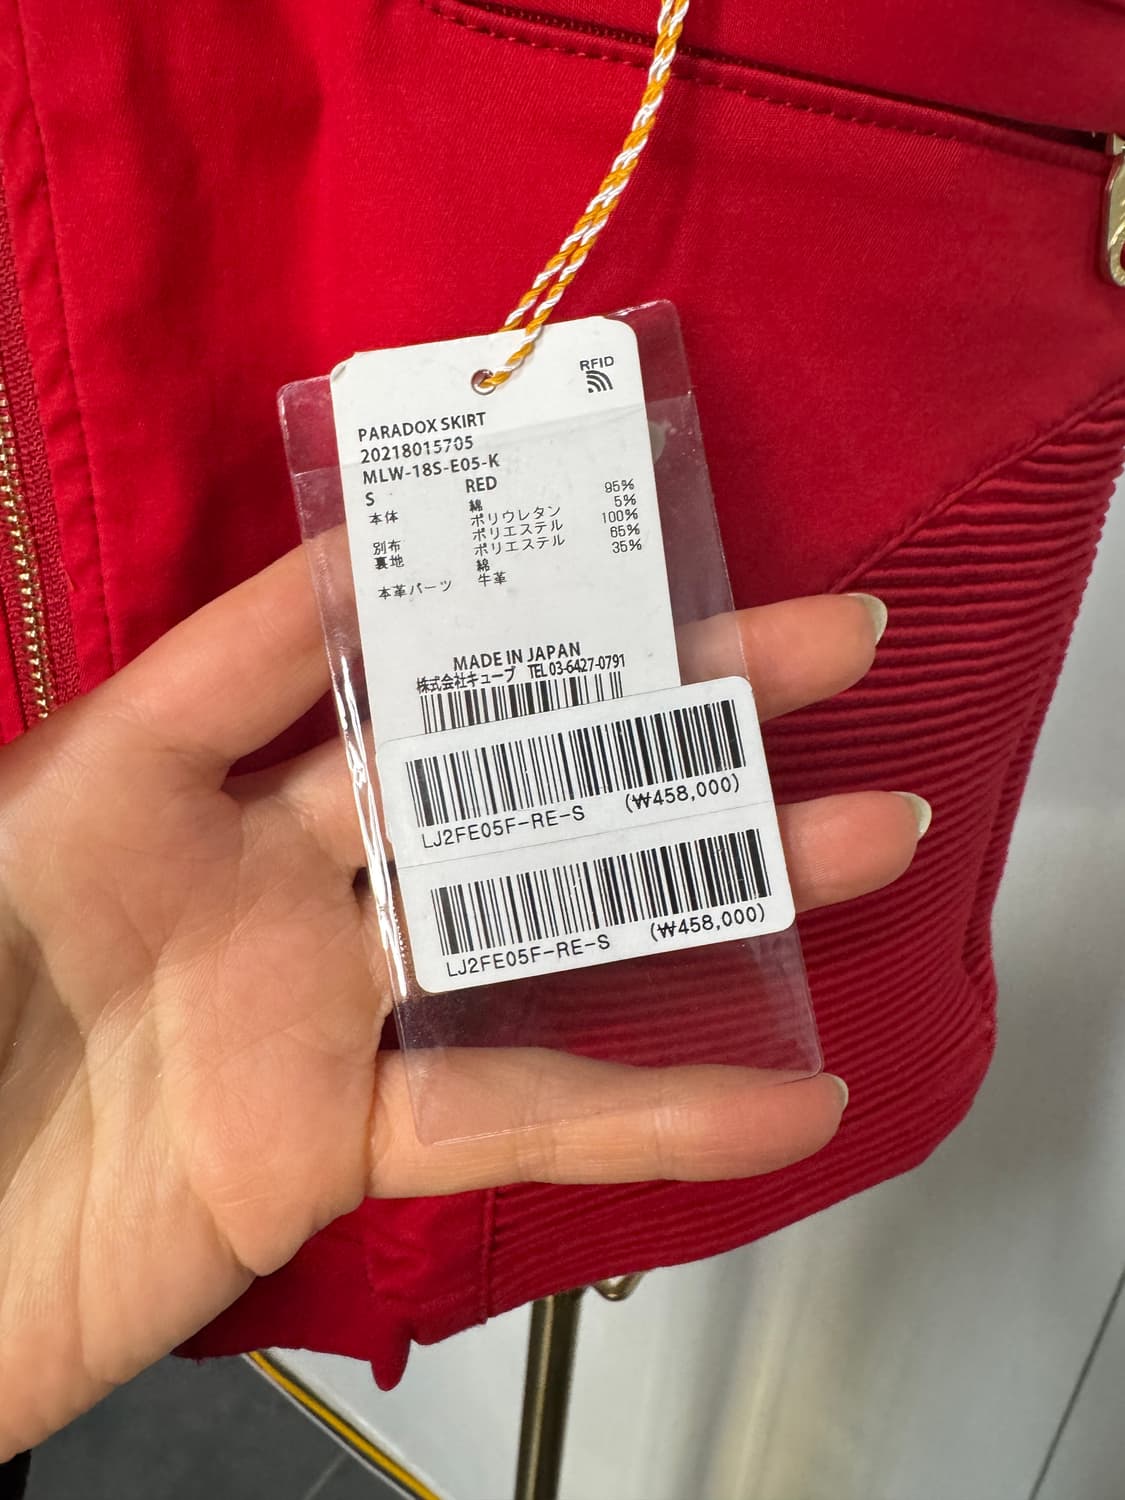 RFID
PARADOX SKIRT
20218015705
MLW-18S-E05-K
S RED
本体 綿 95%
ポリウレタン 5%
別布 ポリエステル 100%
裏地 ポリエステル 65%
綿 35%
本革パーツ 牛革
MADE IN JAPAN
株式会社キューブ TEL 03-6427-0791
LJ2FE05F-RE-S (₩458,000)
LJ2FE05F-RE-S (₩458,000)